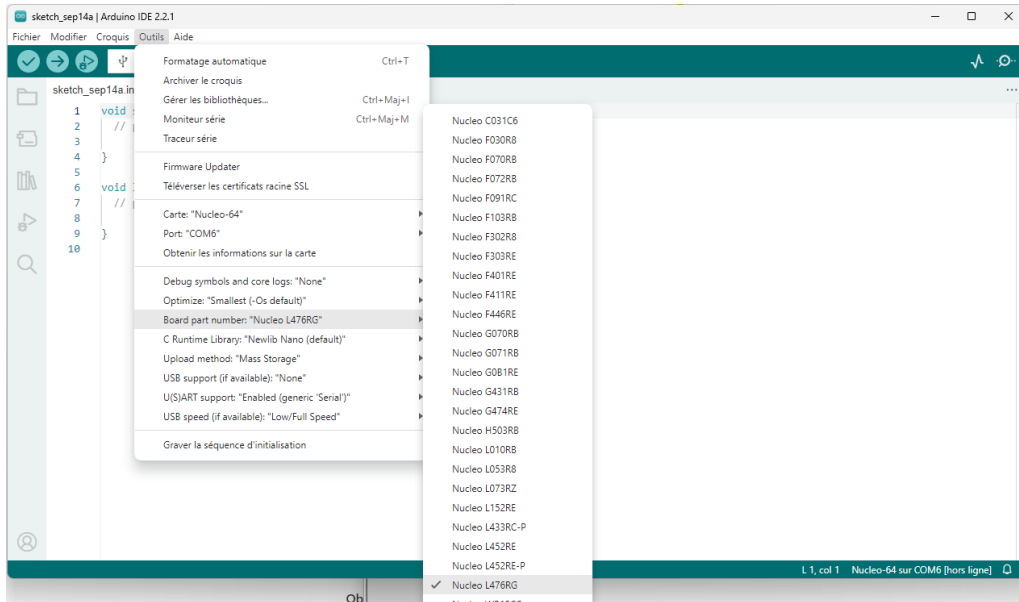 sketch_sep14a | Arduino IDE 2.2.1
Fichier Modifier Croquis Outils Aide
sketch_sep14a.in
1 void
2 //
3
4 }
5
6 void
7 //
8
9 }
10
Formatage automatique Ctrl+T
Archiver le croquis
Gérer les bibliothèques... Ctrl+Maj+I
Moniteur série Ctrl+Maj+M
Traceur série
Firmware Updater
Téléverser les certificats racine SSL
Carte: "Nucleo-64"
Port: "COM6"
Obtenir les informations sur la carte
Debug symbols and core logs: "None"
Optimize: "Smallest (-Os default)"
Board part number: "Nucleo L476RG"
C Runtime Library: "Newlib Nano (default)"
Upload method: "Mass Storage"
USB support (if available): "None"
U(S)ART support: "Enabled (generic 'Serial')"
USB speed (if available): "Low/Full Speed"
Graver la séquence d'initialisation
Nucleo C031C6
Nucleo F030R8
Nucleo F070RB
Nucleo F072RB
Nucleo F091RC
Nucleo F103RB
Nucleo F302R8
Nucleo F303RE
Nucleo F401RE
Nucleo F411RE
Nucleo F446RE
Nucleo G070RB
Nucleo G071RB
Nucleo G0B1RE
Nucleo G431RB
Nucleo G474RE
Nucleo H503RB
Nucleo L010RB
Nucleo L053R8
Nucleo L073RZ
Nucleo L152RE
Nucleo L433RC-P
Nucleo L452RE
Nucleo L452RE-P
Nucleo L476RG
L 1, col 1 Nucleo-64 sur COM6 [hors ligne]
Ob